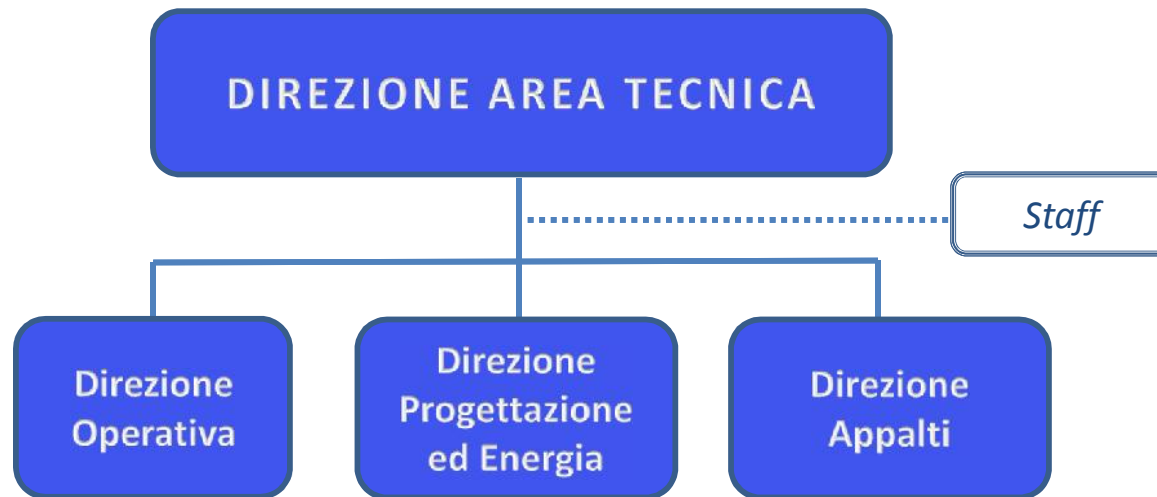 DIREZIONE AREA TECNICA
Staff
Direzione
Operativa
Direzione
Progettazione
ed Energia
Direzione
Appalti